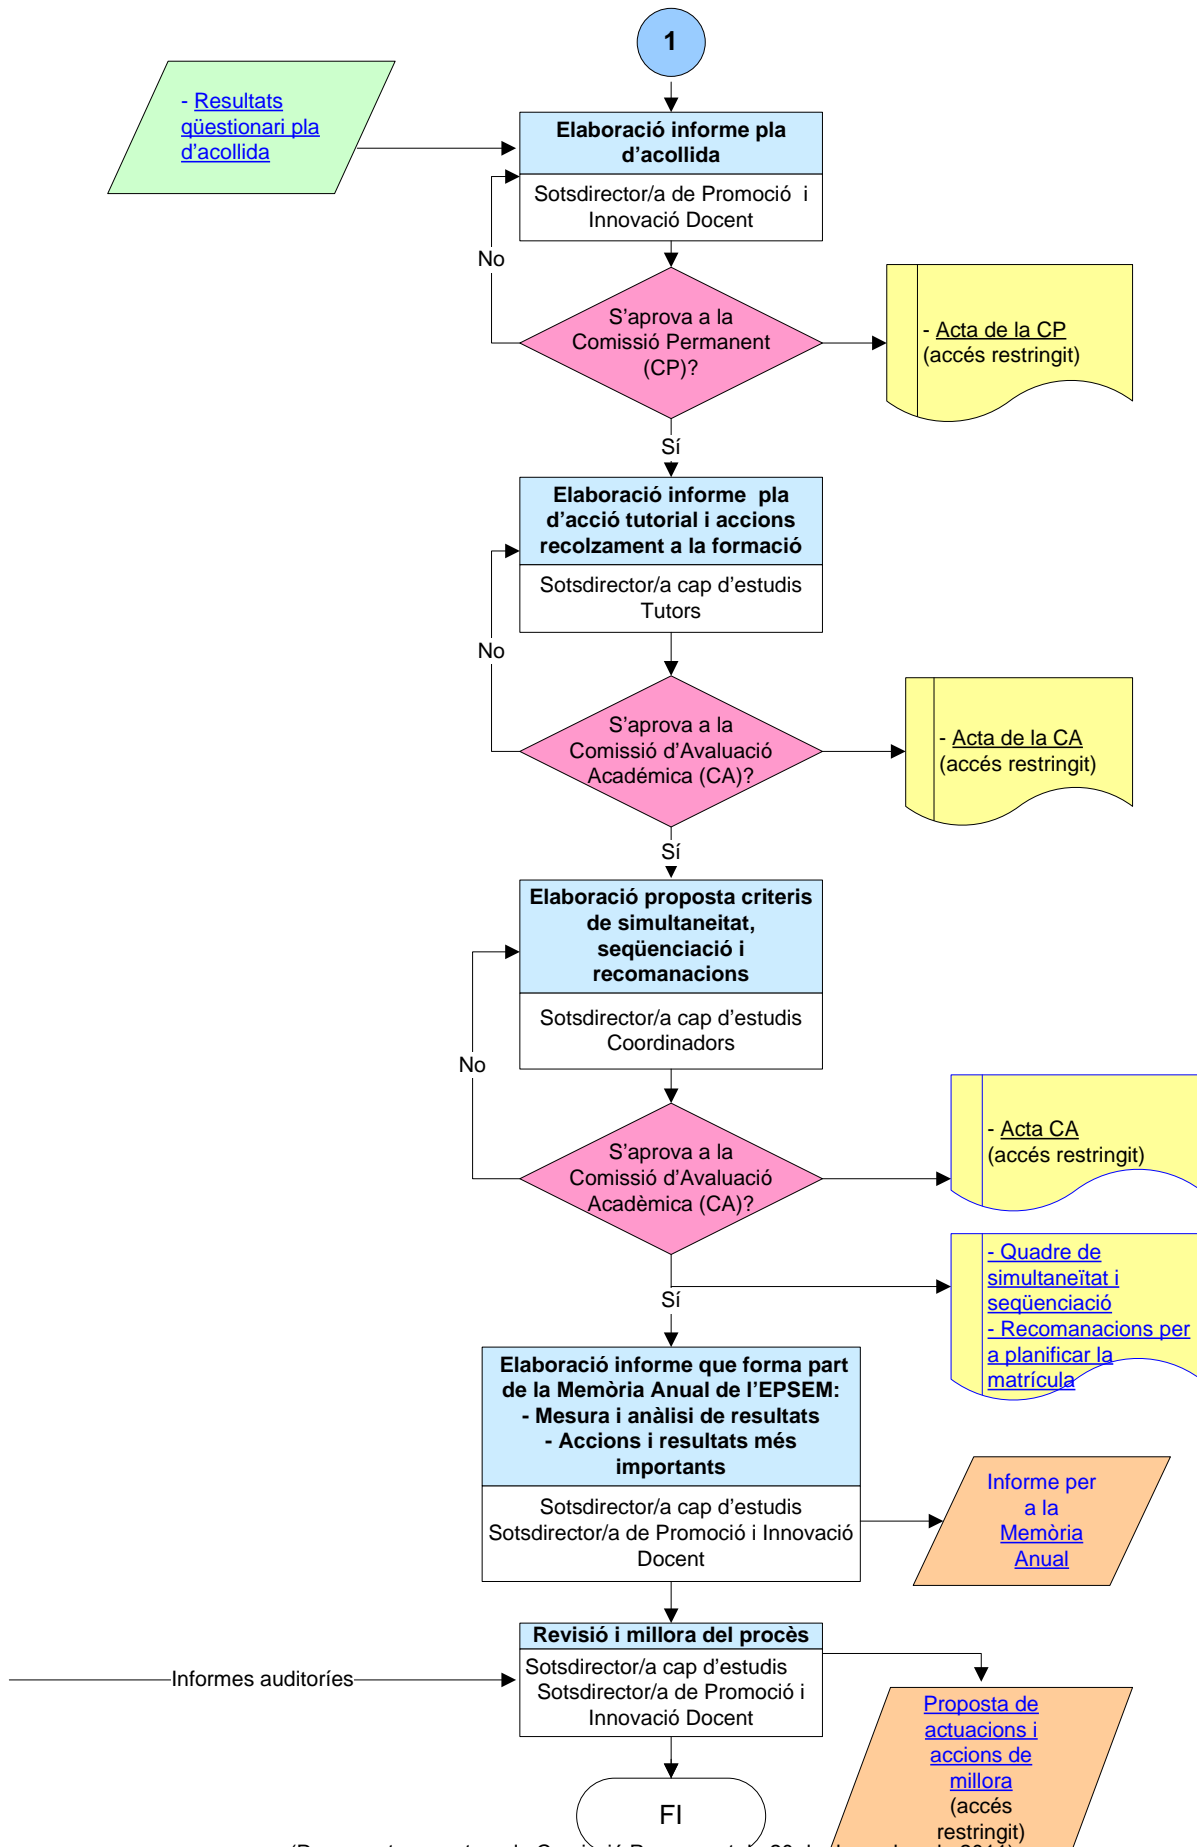 1
- Resultats
qüestionari pla
d'acollida
Elaboració informe pla
d'acollida
Sotsdirector/a de Promoció i
Innovació Docent
No
S'aprova a la
Comissió Permanent
(CP)?
- Acta de la CP
(accés restringit)
Sí
Elaboració informe pla
d'acció tutorial i accions
recolzament a la formació
Sotsdirector/a cap d'estudis
Tutors
No
S'aprova a la
Comissió d'Avaluació
Académica (CA)?
- Acta de la CA
(accés restringit)
Sí
Elaboració proposta criteris
de simultaneitat,
seqüenciació i
recomanacions
Sotsdirector/a cap d'estudis
Coordinadors
No
S'aprova a la
Comissió d'Avaluació
Acadèmica (CA)?
- Acta CA
(accés restringit)
- Quadre de
simultaneïtat i
seqüenciació
- Recomanacions per
a planificar la
matrícula
Sí
Elaboració informe que forma part
de la Memòria Anual de l'EPSEM:
- Mesura i anàlisi de resultats
- Accions i resultats més
importants
Sotsdirector/a cap d'estudis
Sotsdirector/a de Promoció i Innovació
Docent
Informe per
a la
Memòria
Anual
Revisió i millora del procès
Sotsdirector/a cap d'estudis
Sotsdirector/a de Promoció i
Innovació Docent
Informes auditoríes
Proposta de
actuacions i
accions de
millora
(accés
restringit)
FI